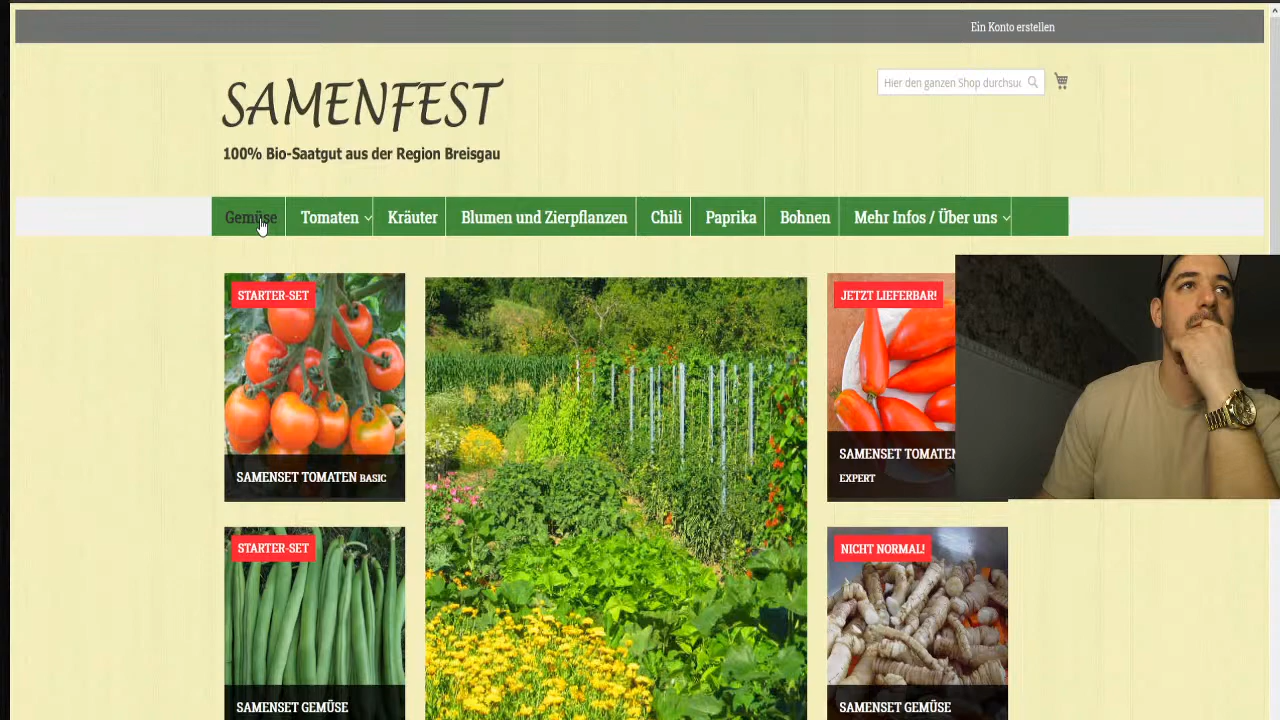 Ein Konto erstellen
SAMENFEST
100% Bio-Saatgut aus der Region Breisgau
Hier den ganzen Shop durchsuc
Gemüse Tomaten Kräuter Blumen und Zierpflanzen Chili Paprika Bohnen Mehr Infos / Über uns
STARTER-SET
SAMENSET TOMATEN BASIC
JETZT LIEFERBAR!
SAMENSET TOMATEN
EXPERT
STARTER-SET
SAMENSET GEMÜSE
NICHT NORMAL!
SAMENSET GEMÜSE